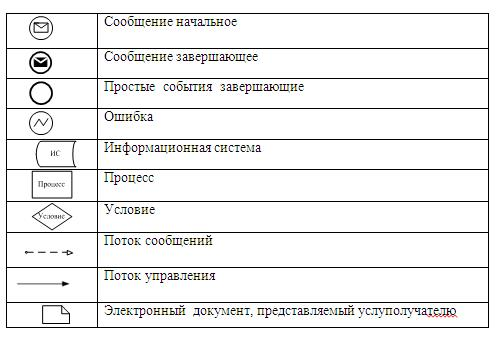 Сообщение начальное
Сообщение завершающее
Простые события завершающие
Ошибка
ИС
Информационная система
Процесс
Процесс
Условие
Условие
Поток сообщений
Поток управления
Электронный документ, представляемый услуполучателю